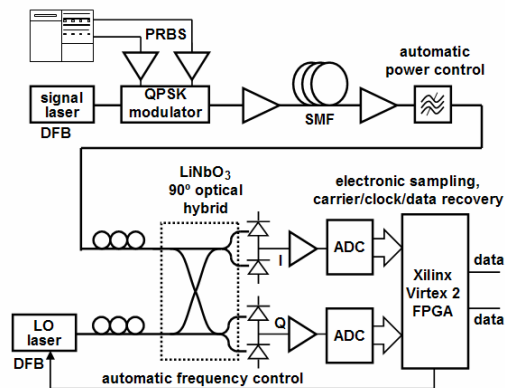 PRBS
automatic
power control
signal
laser
DFB
QPSK
modulator
SMF
LiNbO3
90º optical
hybrid
electronic sampling,
carrier/clock/data recovery
I
ADC
Xilinx
Virtex 2
FPGA
data
data
Q
ADC
LO
laser
DFB
automatic frequency control